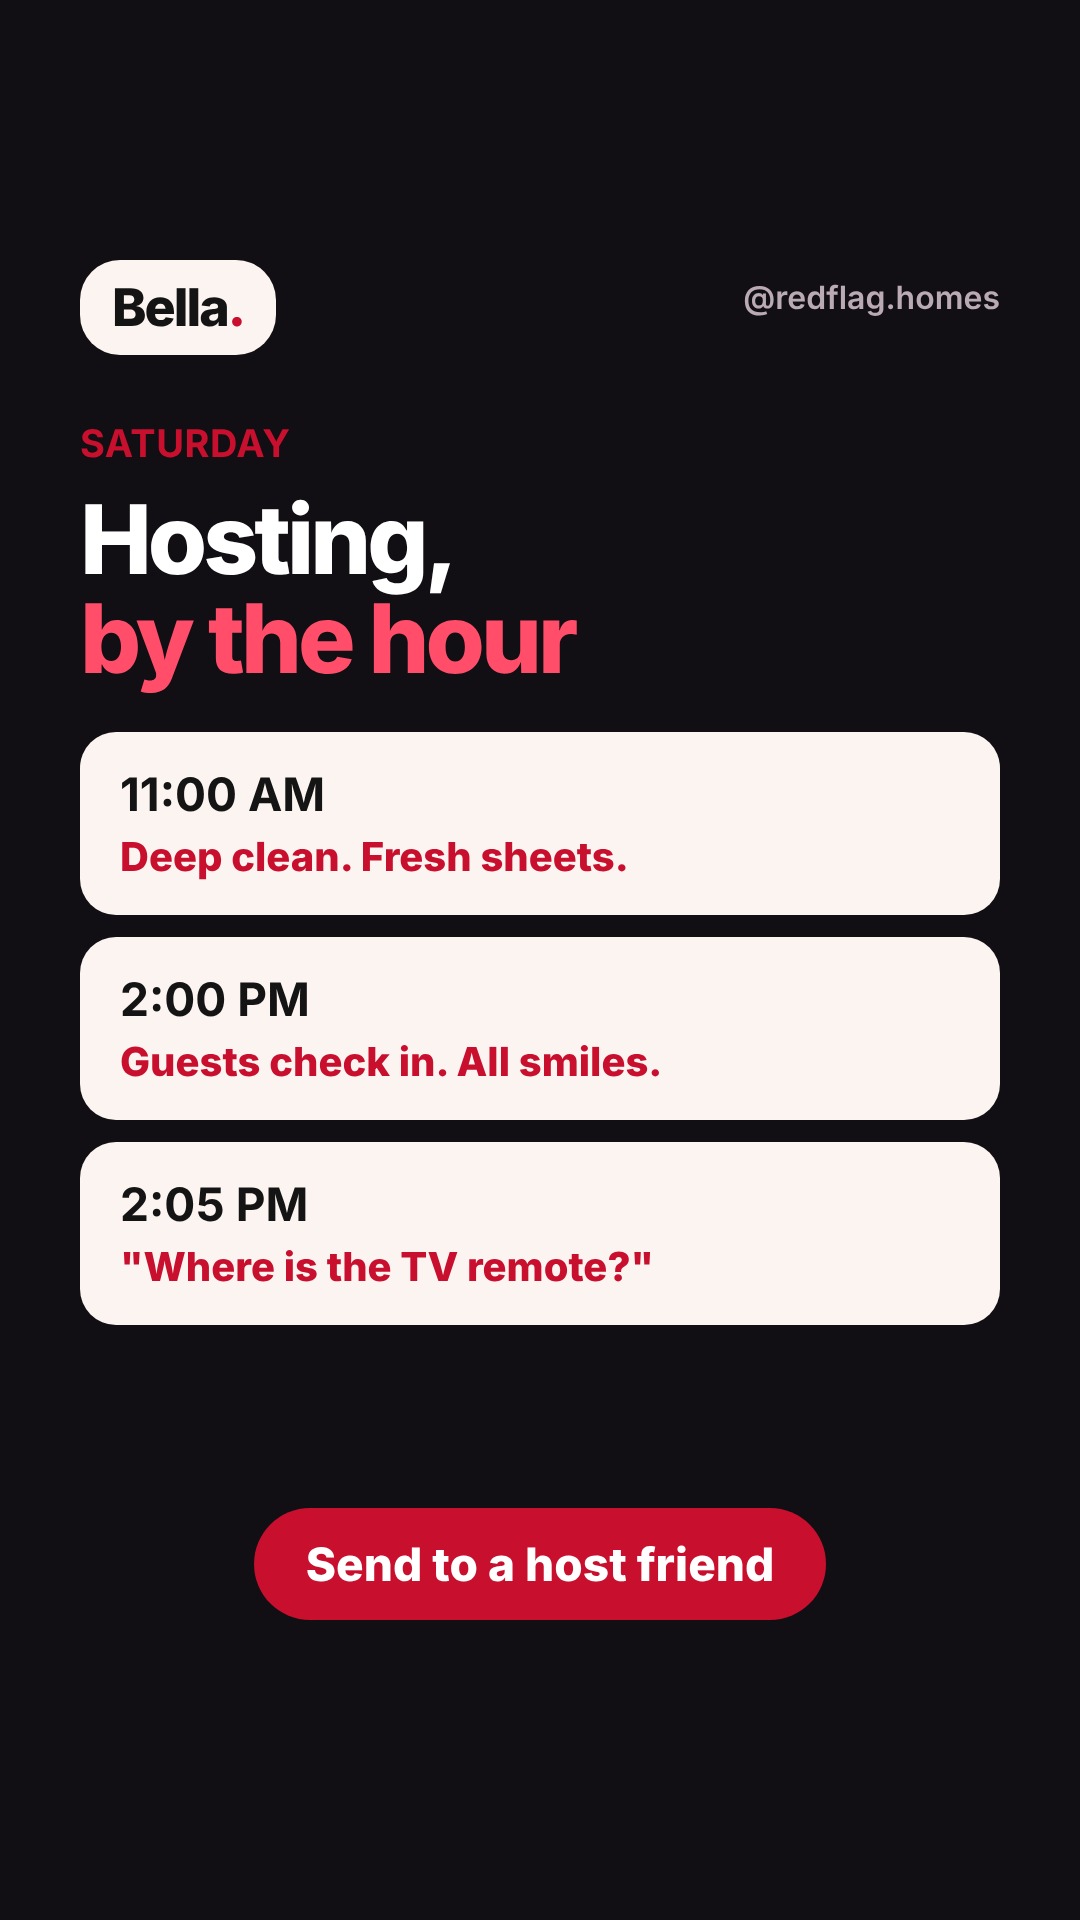 Bella.
@redflag.homes
SATURDAY
Hosting,
by the hour
11:00 AM
Deep clean. Fresh sheets.
2:00 PM
Guests check in. All smiles.
2:05 PM
"Where is the TV remote?"
Send to a host friend